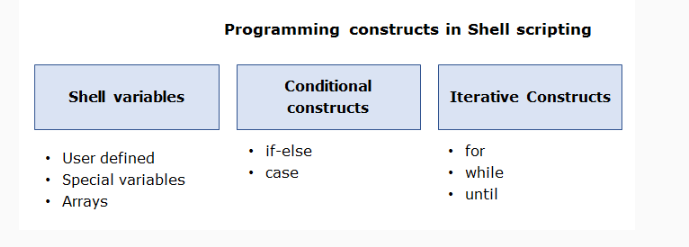 Programming constructs in Shell scripting
Shell variables
• User defined
• Special variables
• Arrays
Conditional
constructs
• if-else
• case
Iterative Constructs
• for
• while
• until